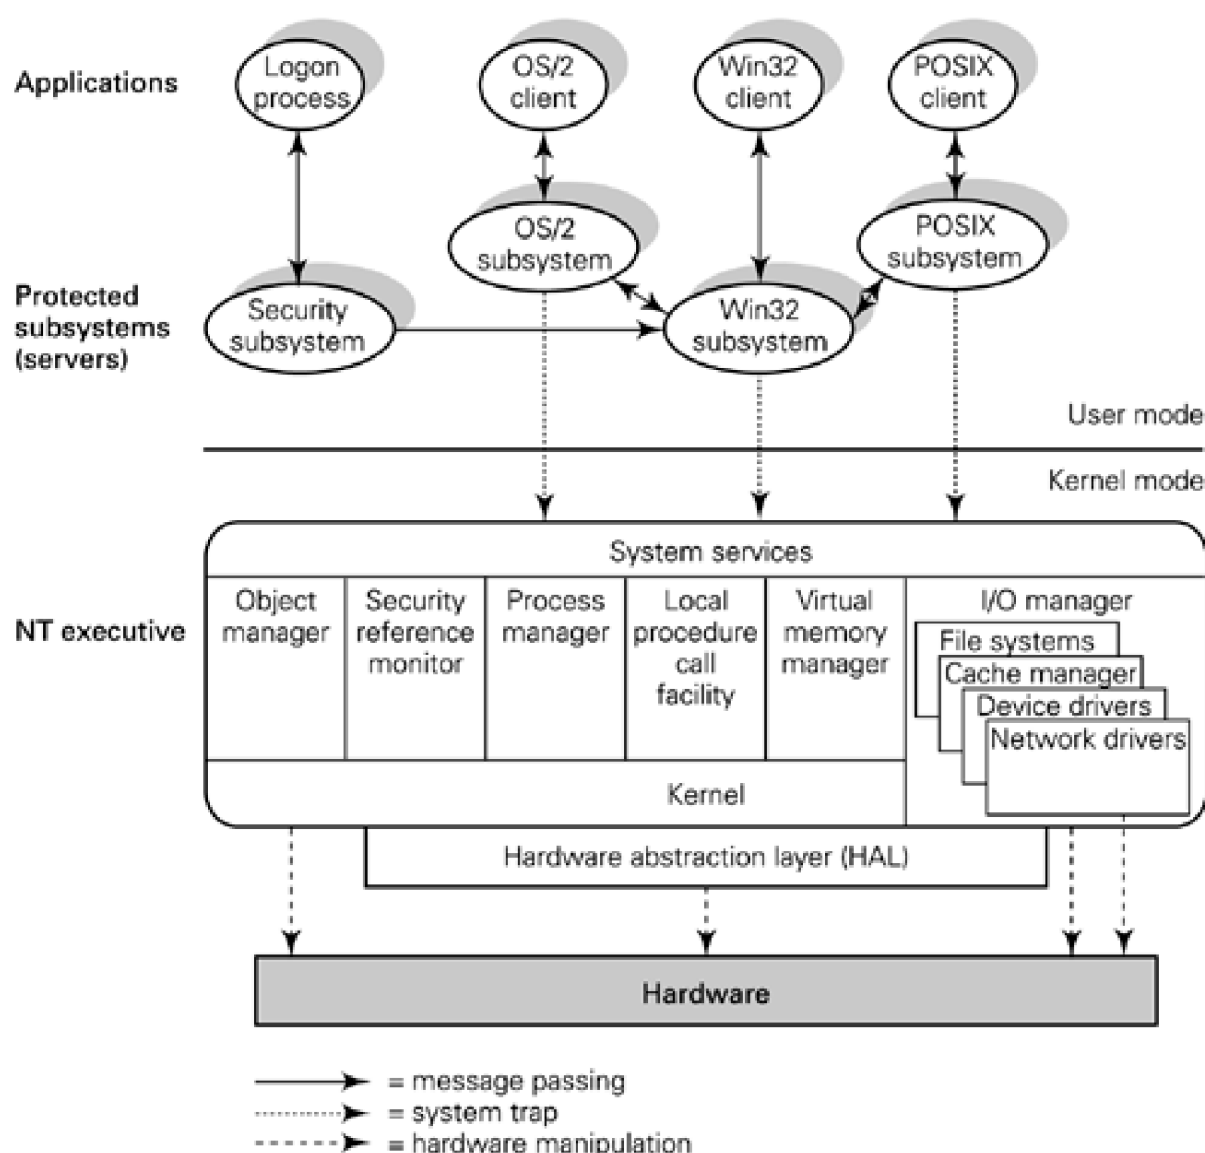 Applications
Logon
process
OS/2
client
Win32
client
POSIX
client
OS/2
subsystem
POSIX
subsystem
Protected
subsystems
(servers)
Security
subsystem
Win32
subsystem
User mode
Kernel mode
System services
NT executive
Object
manager
Security
reference
monitor
Process
manager
Local
procedure
call
facility
Virtual
memory
manager
I/O manager
File systems
Cache manager
Device drivers
Network drivers
Kernel
Hardware abstraction layer (HAL)
Hardware
= message passing
= system trap
= hardware manipulation